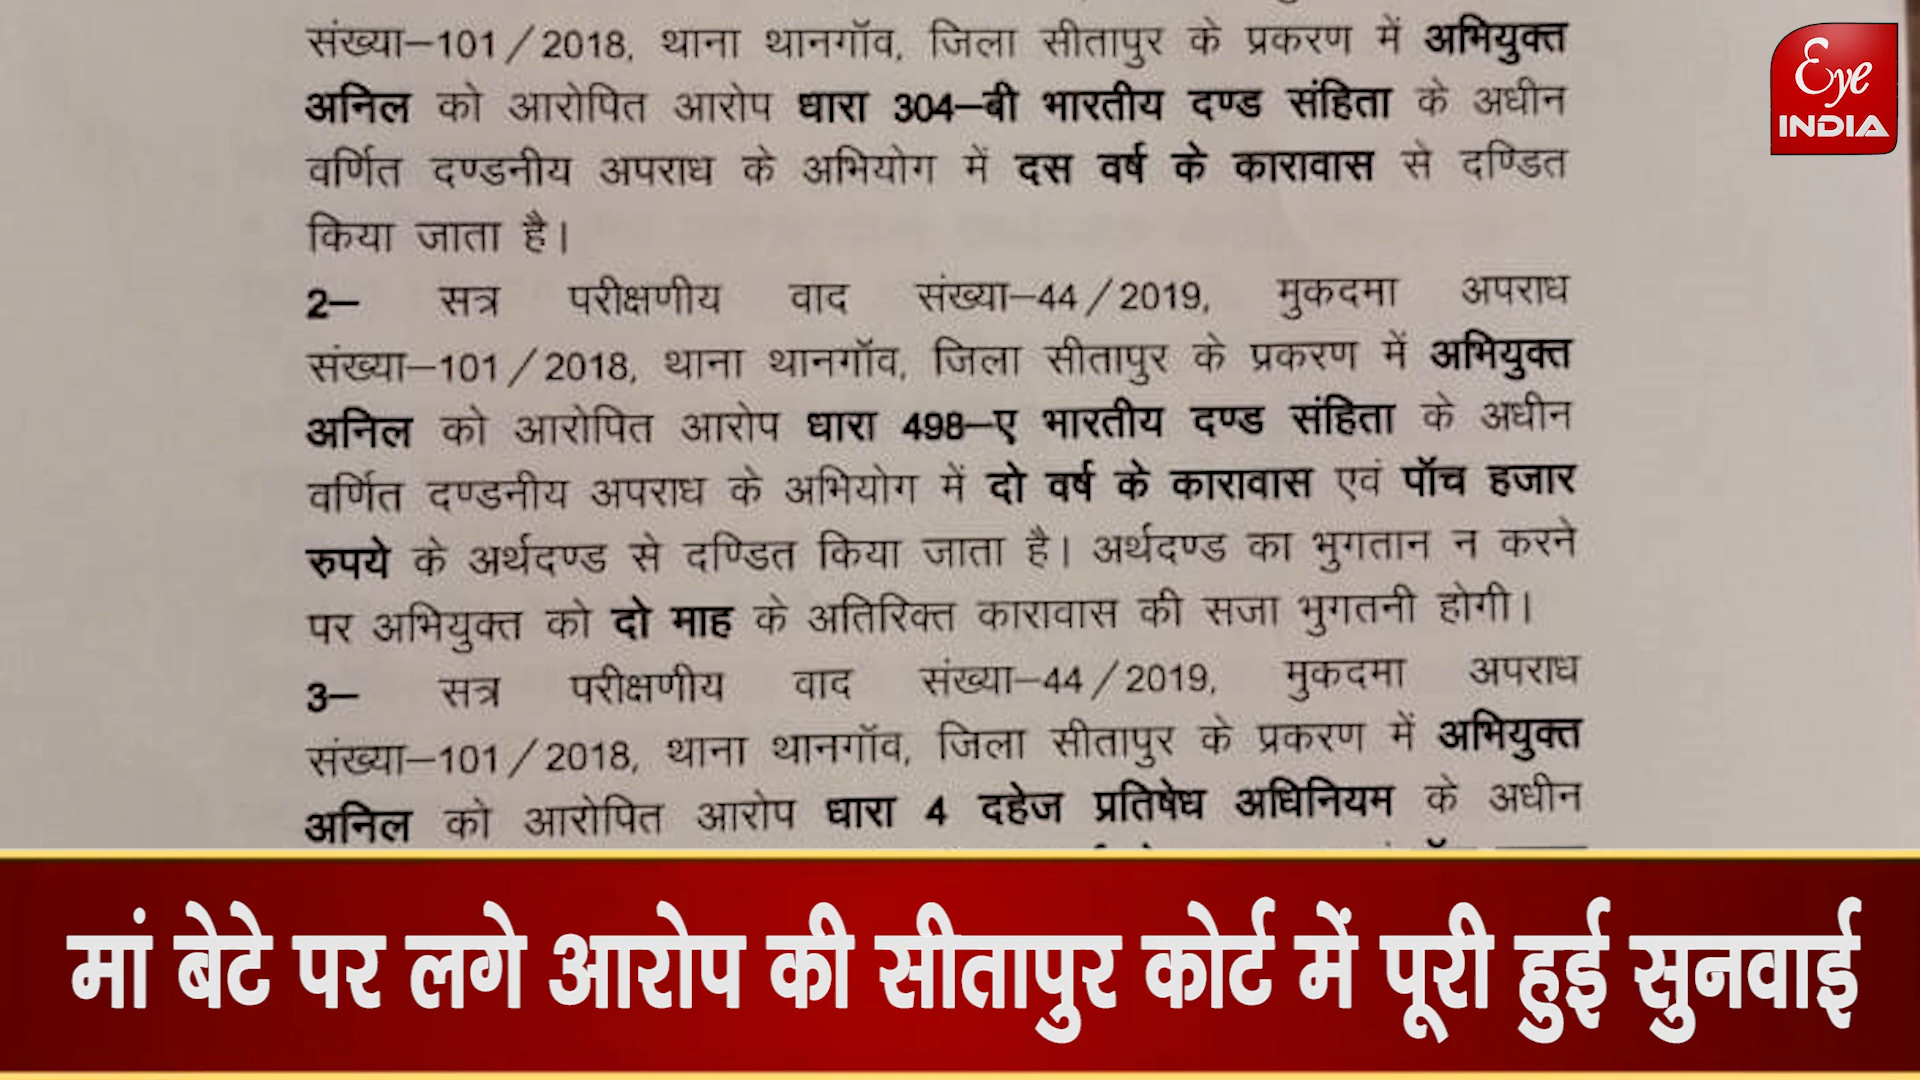 संख्या–101/2018, थाना थानगॉव, जिला सीतापुर के प्रकरण में अभियुक्त
अनिल को आरोपित आरोप धारा 304–बी भारतीय दण्ड संहिता के अधीन
वर्णित दण्डनीय अपराध के अभियोग में दस वर्ष के कारावास से दण्डित
किया जाता है।
2– सत्र परीक्षणीय वाद संख्या–44/2019, मुकदमा अपराध
संख्या–101/2018, थाना थानगॉव, जिला सीतापुर के प्रकरण में अभियुक्त
अनिल को आरोपित आरोप धारा 498–ए भारतीय दण्ड संहिता के अधीन
वर्णित दण्डनीय अपराध के अभियोग में दो वर्ष के कारावास एवं पॉच हजार
रुपये के अर्थदण्ड से दण्डित किया जाता है। अर्थदण्ड का भुगतान न करने
पर अभियुक्त को दो माह के अतिरिक्त कारावास की सजा भुगतनी होगी।
3– सत्र परीक्षणीय वाद संख्या–44/2019, मुकदमा अपराध
संख्या–101/2018, थाना थानगॉव, जिला सीतापुर के प्रकरण में अभियुक्त
अनिल को आरोपित आरोप धारा 4 दहेज प्रतिषेध अधिनियम के अधीन
Eye
INDIA
मां बेटे पर लगे आरोप की सीतापुर कोर्ट में पूरी हुई सुनवाई